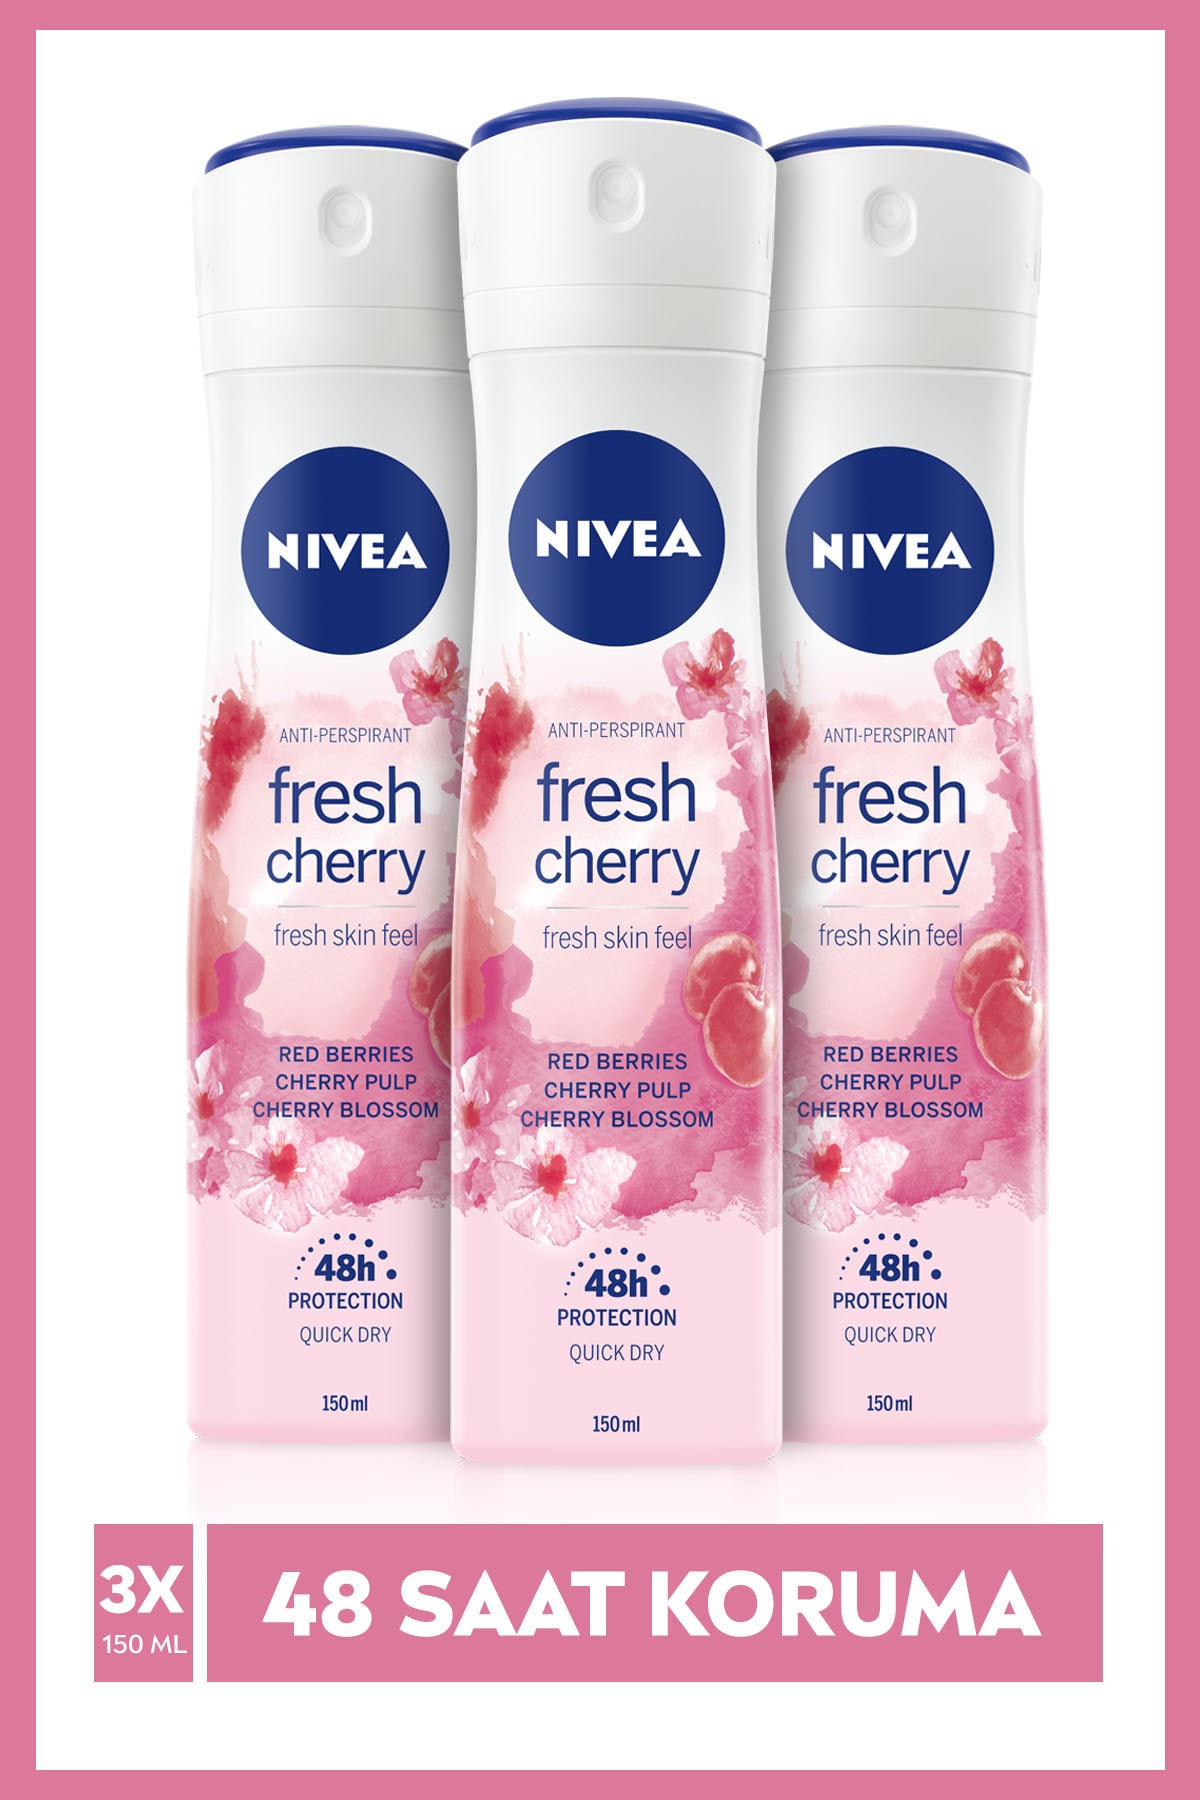 NIVEA
ANTI-PERSPIRANT
fresh
cherry
fresh skin feel
RED BERRIES
CHERRY PULP
CHERRY BLOSSOM
48h
PROTECTION
QUICK DRY
150ml
NIVEA
ANTI-PERSPIRANT
fresh
cherry
fresh skin feel
RED BERRIES
CHERRY PULP
CHERRY BLOSSOM
48h
PROTECTION
QUICK DRY
150ml
NIVEA
ANTI-PERSPIRANT
fresh
cherry
fresh skin feel
RED BERRIES
CHERRY PULP
CHERRY BLOSSOM
48h
PROTECTION
QUICK DRY
150ml
3X
150 ML
48 SAAT KORUMA